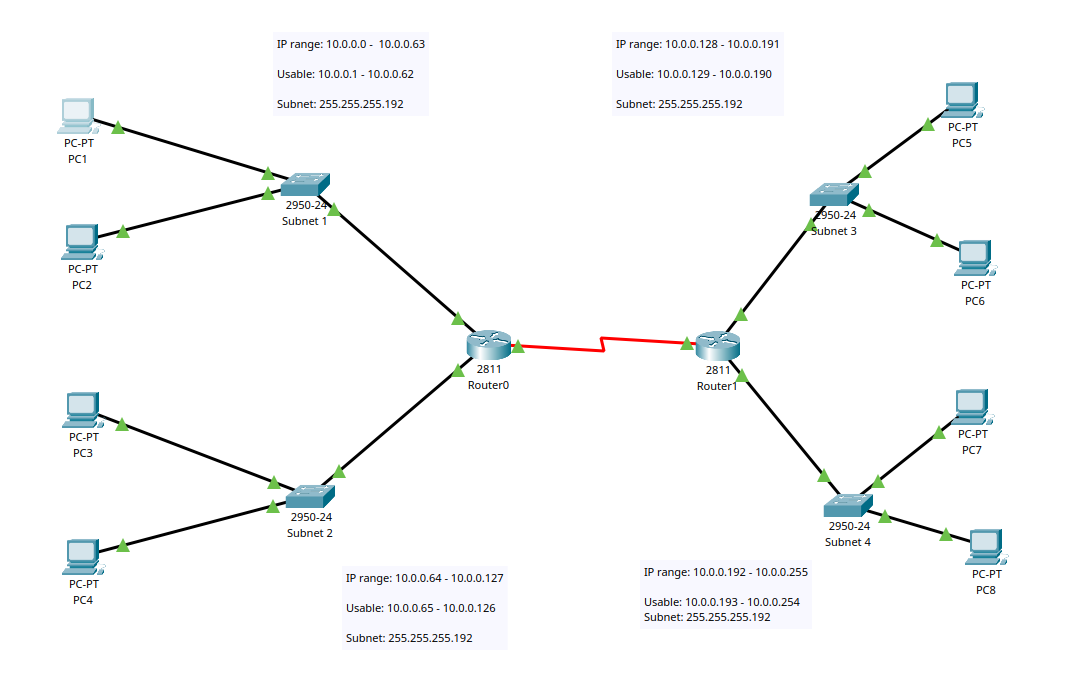 IP range: 10.0.0.0 -  10.0.0.63
Usable: 10.0.0.1 - 10.0.0.62
Subnet: 255.255.255.192
IP range: 10.0.0.128 - 10.0.0.191
Usable: 10.0.0.129 - 10.0.0.190
Subnet: 255.255.255.192
PC-PT
PC1
PC-PT
PC5
2950-24
Subnet 1
2950-24
Subnet 3
PC-PT
PC2
PC-PT
PC6
2811
Router0
2811
Router1
PC-PT
PC3
PC-PT
PC7
2950-24
Subnet 2
2950-24
Subnet 4
PC-PT
PC4
PC-PT
PC8
IP range: 10.0.0.64 - 10.0.0.127
Usable: 10.0.0.65 - 10.0.0.126
Subnet: 255.255.255.192
IP range: 10.0.0.192 - 10.0.0.255
Usable: 10.0.0.193 - 10.0.0.254
Subnet: 255.255.255.192